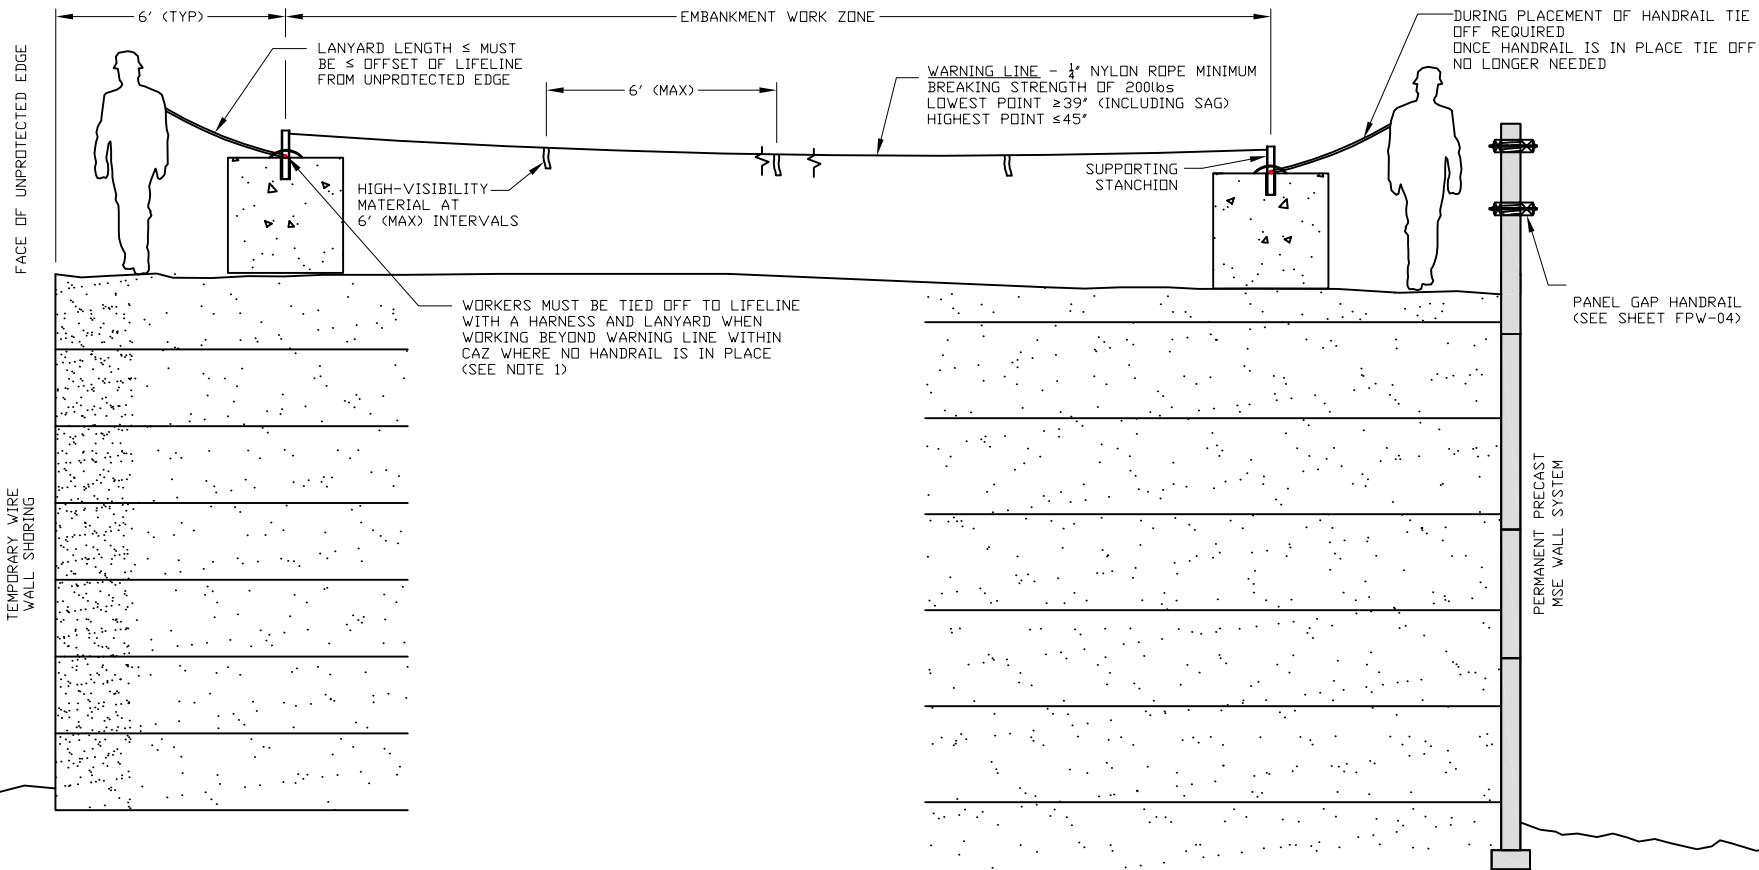 6' (TYP)
EMBANKMENT WORK ZONE
DURING PLACEMENT OF HANDRAIL TIE
OFF REQUIRED
ONCE HANDRAIL IS IN PLACE TIE OFF
NO LONGER NEEDED
FACE OF UNPROTECTED EDGE
LANYARD LENGTH ≤ MUST
BE ≤ OFFSET OF LIFELINE
FROM UNPROTECTED EDGE
6' (MAX)
WARNING LINE - 1/4" NYLON ROPE MINIMUM
BREAKING STRENGTH OF 200lbs
LOWEST POINT ≥39" (INCLUDING SAG)
HIGHEST POINT ≤45"
SUPPORTING
STANCHION
HIGH-VISIBILITY
MATERIAL AT
6' (MAX) INTERVALS
WORKERS MUST BE TIED OFF TO LIFELINE
WITH A HARNESS AND LANYARD WHEN
WORKING BEYOND WARNING LINE WITHIN
CAZ WHERE NO HANDRAIL IS IN PLACE
(SEE NOTE 1)
PANEL GAP HANDRAIL
(SEE SHEET FPW-04)
TEMPORARY WIRE
WALL SHORING
PERMANENT PRECAST
MSE WALL SYSTEM